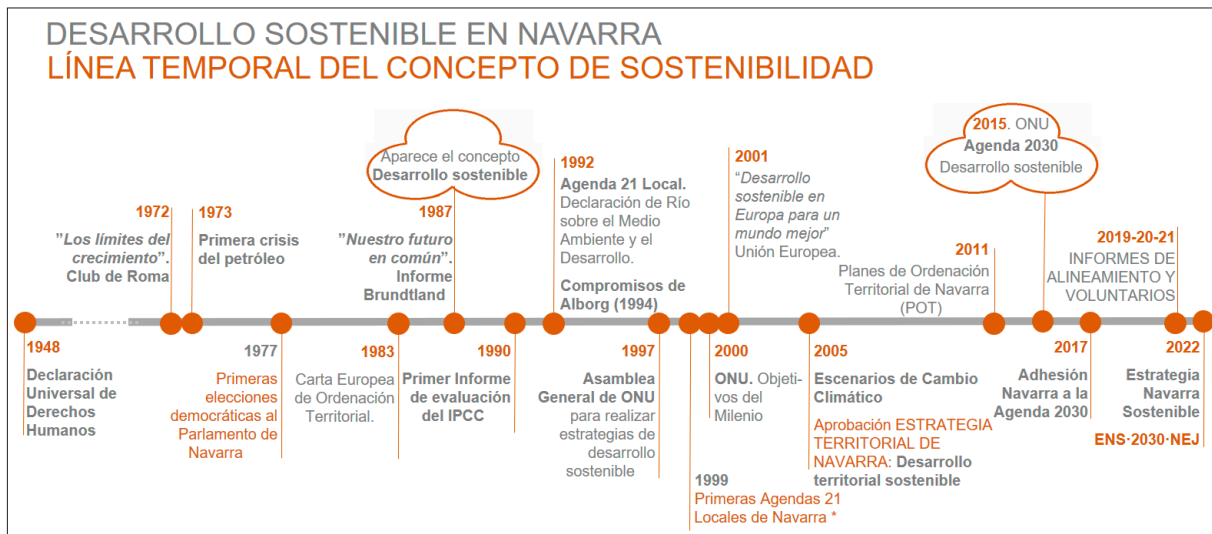 DESARROLLO SOSTENIBLE EN NAVARRA
LÍNEA TEMPORAL DEL CONCEPTO DE SOSTENIBILIDAD
1948
Declaración
Universal de
Derechos
Humanos
1972
"Los límites del
crecimiento".
Club de Roma
1973
Primera crisis
del petróleo
1977
Primeras
elecciones
democráticas al
Parlamento de
Navarra
1983
Carta Europea
de Ordenación
Territorial.
Aparece el concepto
Desarrollo sostenible
1987
"Nuestro futuro
en común".
Informe
Brundtland
1990
Primer Informe
de evaluación
del IPCC
1992
Agenda 21 Local.
Declaración de Río
sobre el Medio
Ambiente y el
Desarrollo.
Compromisos de
Alborg (1994)
1997
Asamblea
General de ONU
para realizar
estrategias de
desarrollo
sostenible
1999
Primeras Agendas 21
Locales de Navarra *
2000
ONU. Objeti-
vos del
Milenio
2001
"Desarrollo
sostenible en
Europa para un
mundo mejor"
Unión Europea.
2005
Escenarios de Cambio
Climático
Aprobación ESTRATEGIA
TERRITORIAL DE
NAVARRA: Desarrollo
territorial sostenible
2011
Planes de Ordenación
Territorial de Navarra
(POT)
2015. ONU
Agenda 2030
Desarrollo sostenible
2017
Adhesión
Navarra a la
Agenda 2030
2019-20-21
INFORMES DE
ALINEAMIENTO Y
VOLUNTARIOS
2022
Estrategia
Navarra
Sostenible
ENS·2030·NEJ